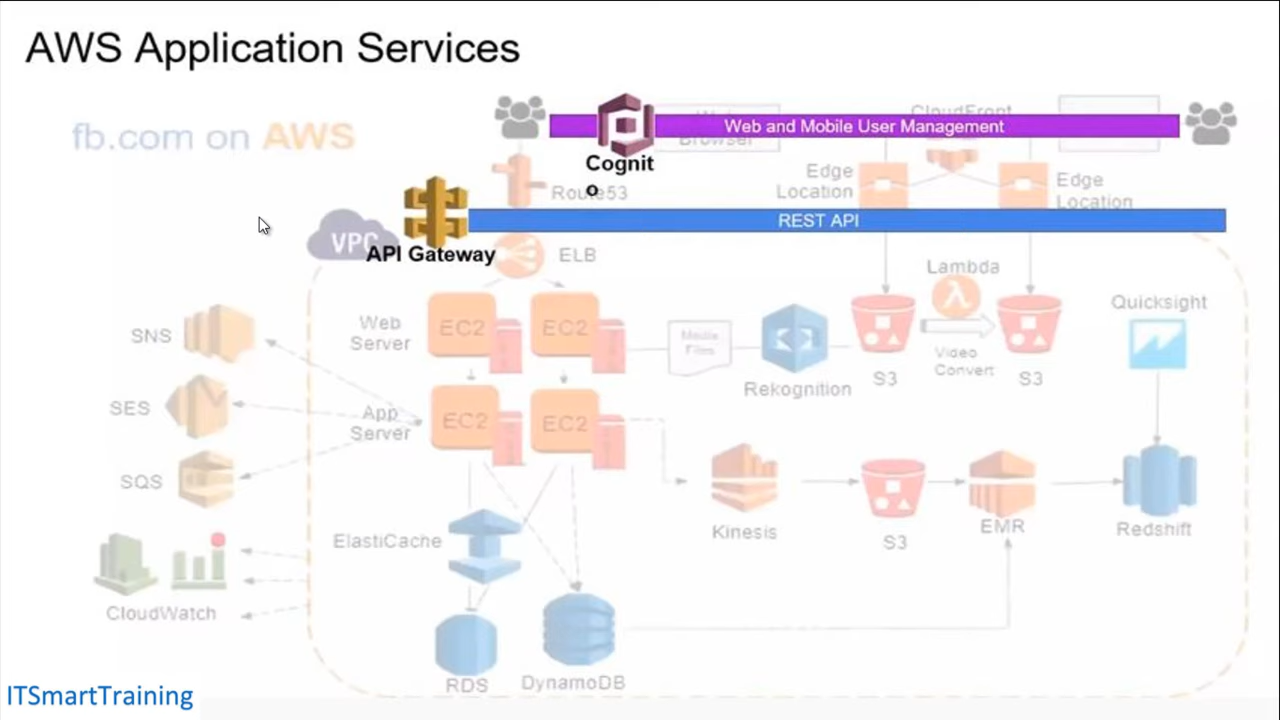 AWS Application Services
fb.com on AWS
CloudFront
Web and Mobile User Management
Browser
Cognit
o
Route53
Edge
Location
Edge
Location
REST API
VPC
API Gateway
ELB
Lambda
Quicksight
SNS
Web
Server
EC2
EC2
Media
Files
Rekognition
S3
Video
Convert
S3
SES
App
Server
EC2
EC2
SQS
Kinesis
S3
EMR
Redshift
ElastiCache
CloudWatch
RDS
DynamoDB
ITSmartTraining